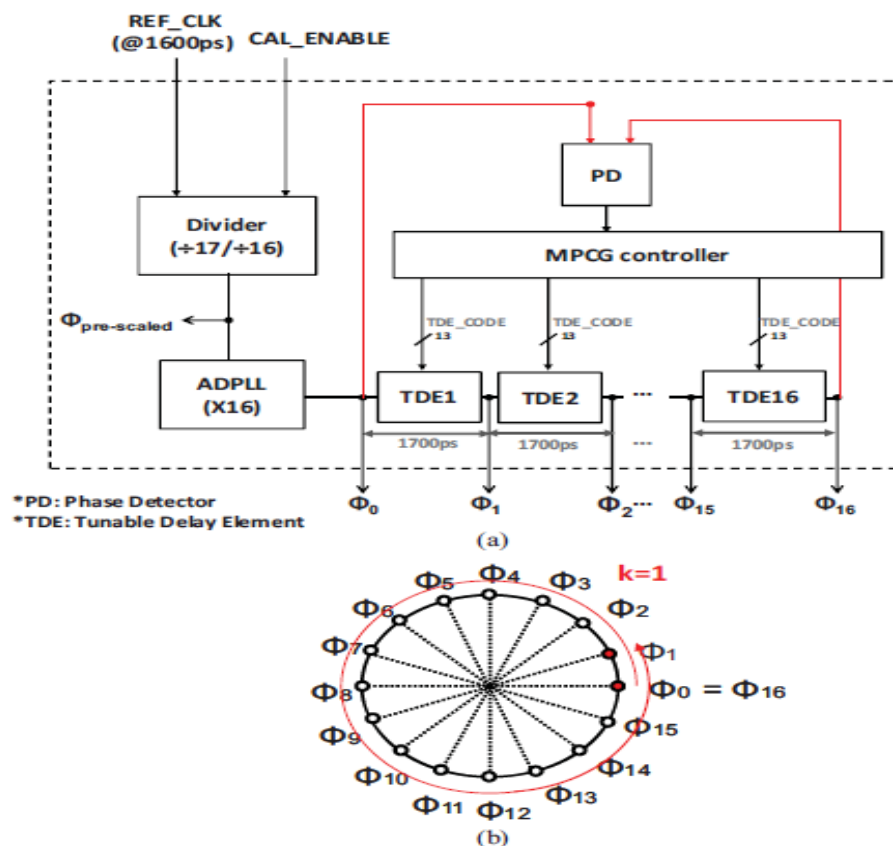 REF_CLK
(@1600ps)
CAL_ENABLE
PD
Divider
(÷17/÷16)
MPCG controller
Φpre-scaled
TDE_CODE
13
TDE_CODE
13
TDE_CODE
13
ADPLL
(X16)
TDE1
TDE2
...
TDE16
1700ps
1700ps
...
1700ps
*PD: Phase Detector
*TDE: Tunable Delay Element
Φ0
Φ1
Φ2...
Φ15
Φ16
(a)
k=1
Φ5
Φ4
Φ3
Φ6
Φ2
Φ7
Φ1
Φ8
Φ0 = Φ16
Φ9
Φ15
Φ10
Φ14
Φ11
Φ12
Φ13
(b)